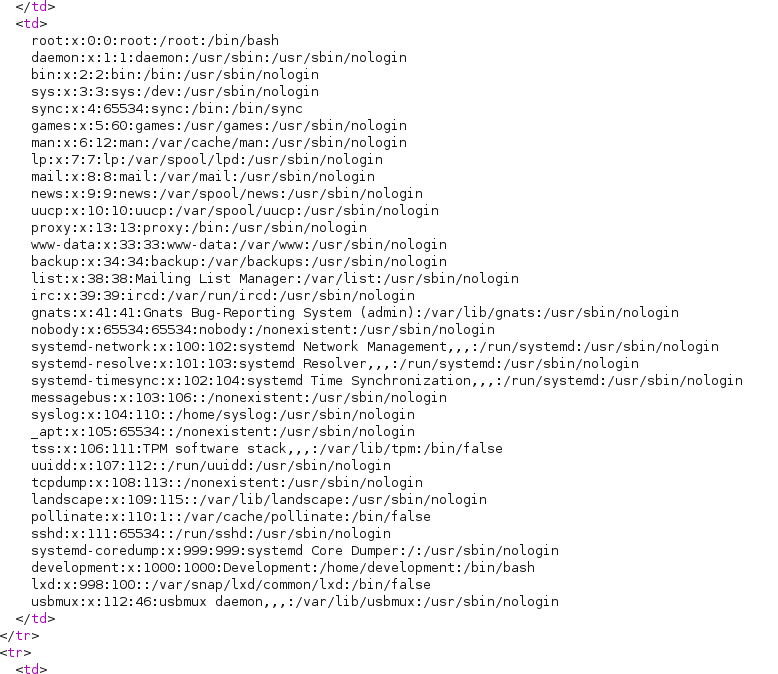 </td>
<td>
root:x:0:0:root:/root:/bin/bash
daemon:x:1:1:daemon:/usr/sbin:/usr/sbin/nologin
bin:x:2:2:bin:/bin:/usr/sbin/nologin
sys:x:3:3:sys:/dev:/usr/sbin/nologin
sync:x:4:65534:sync:/bin:/bin/sync
games:x:5:60:games:/usr/games:/usr/sbin/nologin
man:x:6:12:man:/var/cache/man:/usr/sbin/nologin
lp:x:7:7:lp:/var/spool/lpd:/usr/sbin/nologin
mail:x:8:8:mail:/var/mail:/usr/sbin/nologin
news:x:9:9:news:/var/spool/news:/usr/sbin/nologin
uucp:x:10:10:uucp:/var/spool/uucp:/usr/sbin/nologin
proxy:x:13:13:proxy:/bin:/usr/sbin/nologin
www-data:x:33:33:www-data:/var/www:/usr/sbin/nologin
backup:x:34:34:backup:/var/backups:/usr/sbin/nologin
list:x:38:38:Mailing List Manager:/var/list:/usr/sbin/nologin
irc:x:39:39:ircd:/var/run/ircd:/usr/sbin/nologin
gnats:x:41:41:Gnats Bug-Reporting System (admin):/var/lib/gnats:/usr/sbin/nologin
nobody:x:65534:65534:nobody:/nonexistent:/usr/sbin/nologin
systemd-network:x:100:102:systemd Network Management,,,:/run/systemd:/usr/sbin/nologin
systemd-resolve:x:101:103:systemd Resolver,,,:/run/systemd:/usr/sbin/nologin
systemd-timesync:x:102:104:systemd Time Synchronization,,,:/run/systemd:/usr/sbin/nologin
messagebus:x:103:106::/nonexistent:/usr/sbin/nologin
syslog:x:104:110::/home/syslog:/usr/sbin/nologin
_apt:x:105:65534::/nonexistent:/usr/sbin/nologin
tss:x:106:111:TPM software stack,,,:/var/lib/tpm:/bin/false
uuidd:x:107:112::/run/uuidd:/usr/sbin/nologin
tcpdump:x:108:113::/nonexistent:/usr/sbin/nologin
landscape:x:109:115::/var/lib/landscape:/usr/sbin/nologin
pollinate:x:110:1::/var/cache/pollinate:/bin/false
sshd:x:111:65534::/run/sshd:/usr/sbin/nologin
systemd-coredump:x:999:999:systemd Core Dumper:/:/usr/sbin/nologin
development:x:1000:1000:Development:/home/development:/bin/bash
lxd:x:998:100::/var/snap/lxd/common/lxd:/bin/false
usbmux:x:112:46:usbmux daemon,,,:/var/lib/usbmux:/usr/sbin/nologin
</td>
</tr>
<tr>
<td>